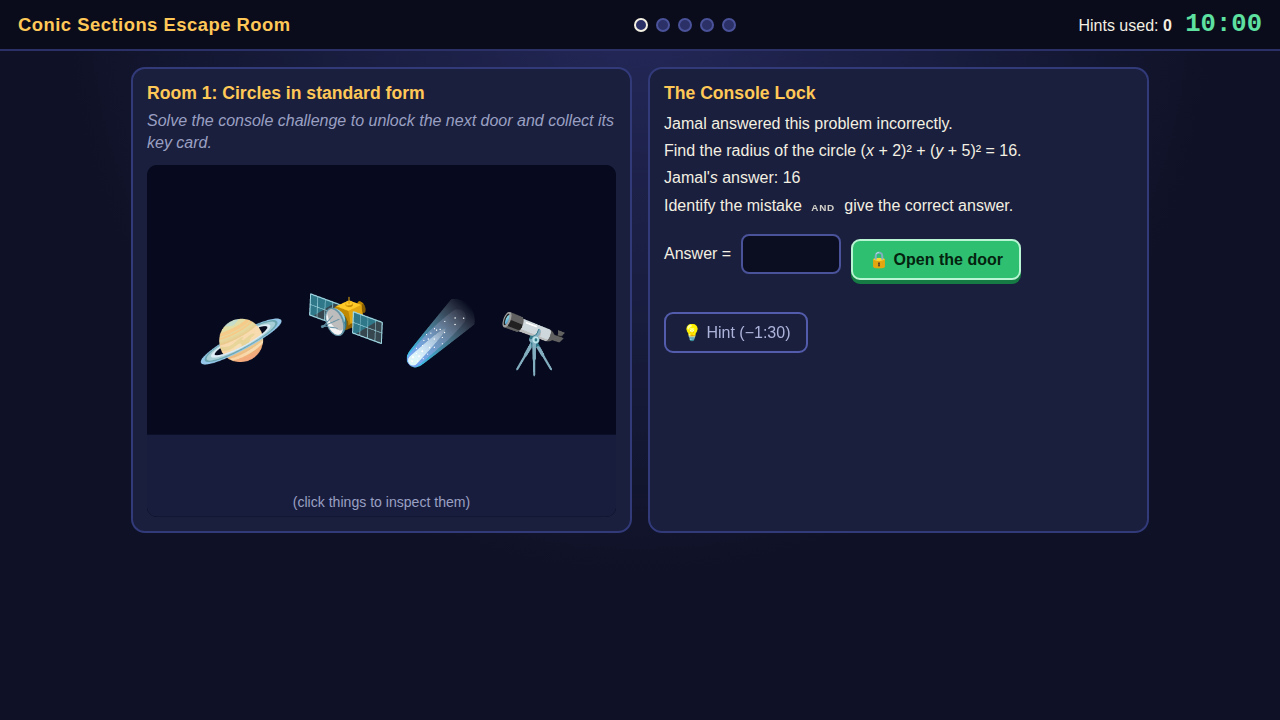 Conic Sections Escape Room
Hints used: 0 10:00
Room 1: Circles in standard form
Solve the console challenge to unlock the next door and collect its
key card.
(click things to inspect them)
The Console Lock
Jamal answered this problem incorrectly.
Find the radius of the circle (x + 2)² + (y + 5)² = 16.
Jamal's answer: 16
Identify the mistake AND give the correct answer.
Answer =
🔒 Open the door
💡 Hint (−1:30)